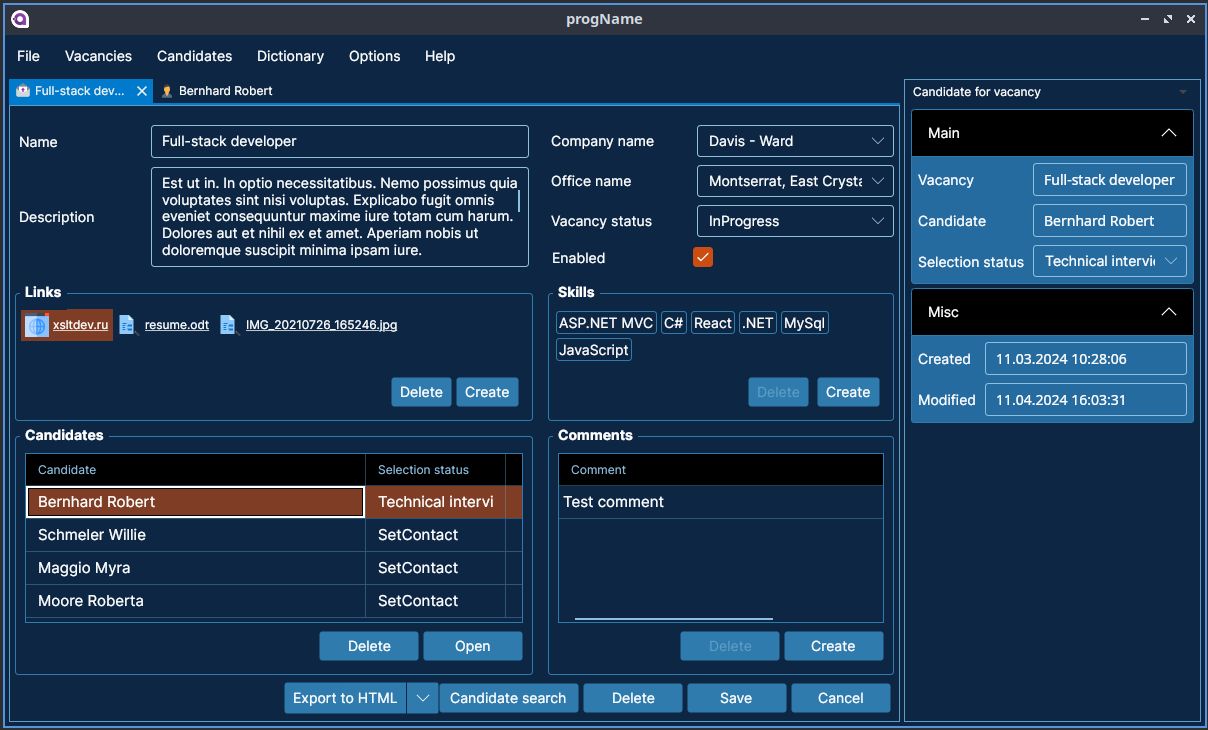 progName
File Vacancies Candidates Dictionary Options Help
Full-stack dev... Bernhard Robert
Name Full-stack developer
Description
Est ut in. In optio necessitatibus. Nemo possimus quia
voluptates sint nisi voluptas. Explicabo fugit omnis
eveniet consequuntur maxime iure totam cum harum.
Dolores aut et nihil ex et amet. Aperiam nobis ut
doloremque suscipit minima ipsam iure.
Company name Davis - Ward
Office name Montserrat, East Crysta
Vacancy status InProgress
Enabled
Links
xsltdev.ru resume.odt IMG_20210726_165246.jpg
Delete Create
Skills
ASP.NET MVC C# React .NET MySql
JavaScript
Delete Create
Candidates
Candidate Selection status
Bernhard Robert Technical intervi
Schmeler Willie SetContact
Maggio Myra SetContact
Moore Roberta SetContact
Delete Open
Comments
Comment
Test comment
Delete Create
Export to HTML Candidate search Delete Save Cancel
Candidate for vacancy
Main
Vacancy Full-stack developer
Candidate Bernhard Robert
Selection status Technical intervi
Misc
Created 11.03.2024 10:28:06
Modified 11.04.2024 16:03:31